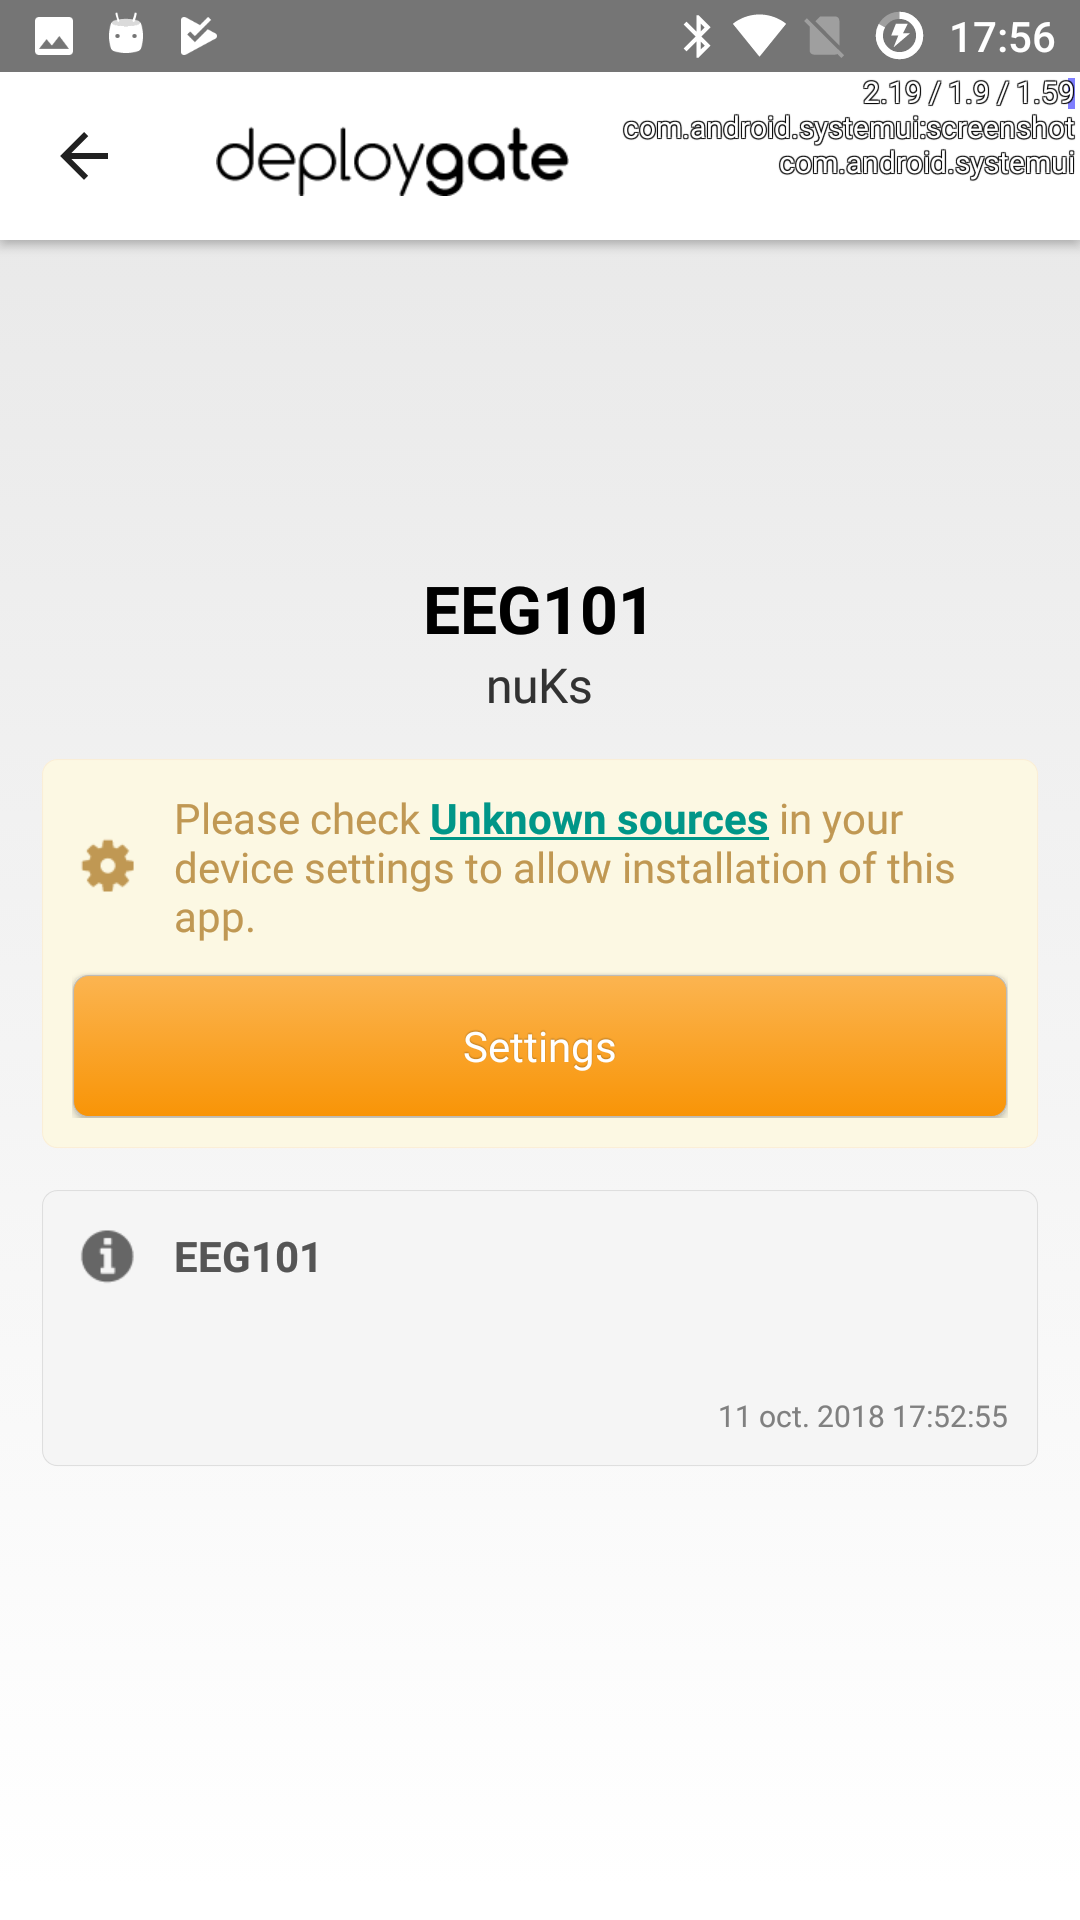 17:56
2.19 / 1.9 / 1.59
com.android.systemui:screenshot
com.android.systemui
deploygate
EEG101
nuKs
Please check Unknown sources in your
device settings to allow installation of this
app.
Settings
EEG101
11 oct. 2018 17:52:55